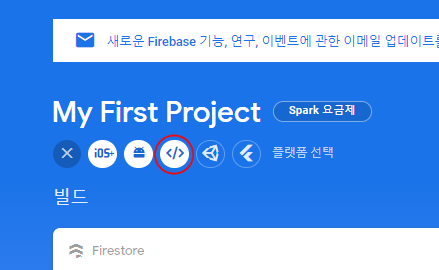 새로운 Firebase 기능, 연구, 이벤트에 관한 이메일 업데이트를
My First Project
Spark 요금제
iOS+
</>
플랫폼 선택
빌드
Firestore